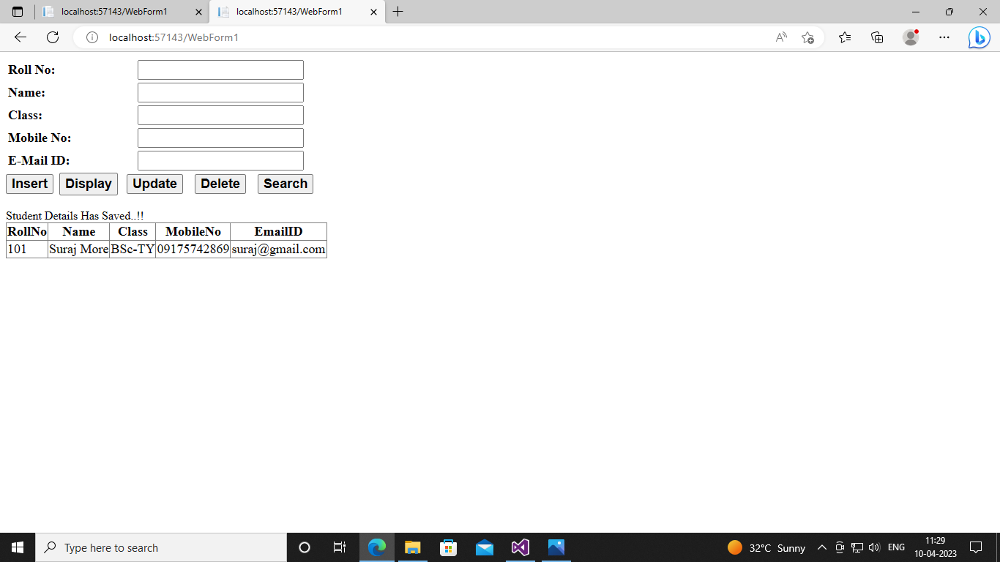 localhost:57143/WebForm1 localhost:57143/WebForm1
localhost:57143/WebForm1
Roll No:
Name:
Class:
Mobile No:
E-Mail ID:
Insert Display Update Delete Search
Student Details Has Saved..!!
RollNo Name Class MobileNo EmailID
101 Suraj More BSc-TY 09175742869 suraj@gmail.com
Type here to search 32°C Sunny ENG 11:29
10-04-2023